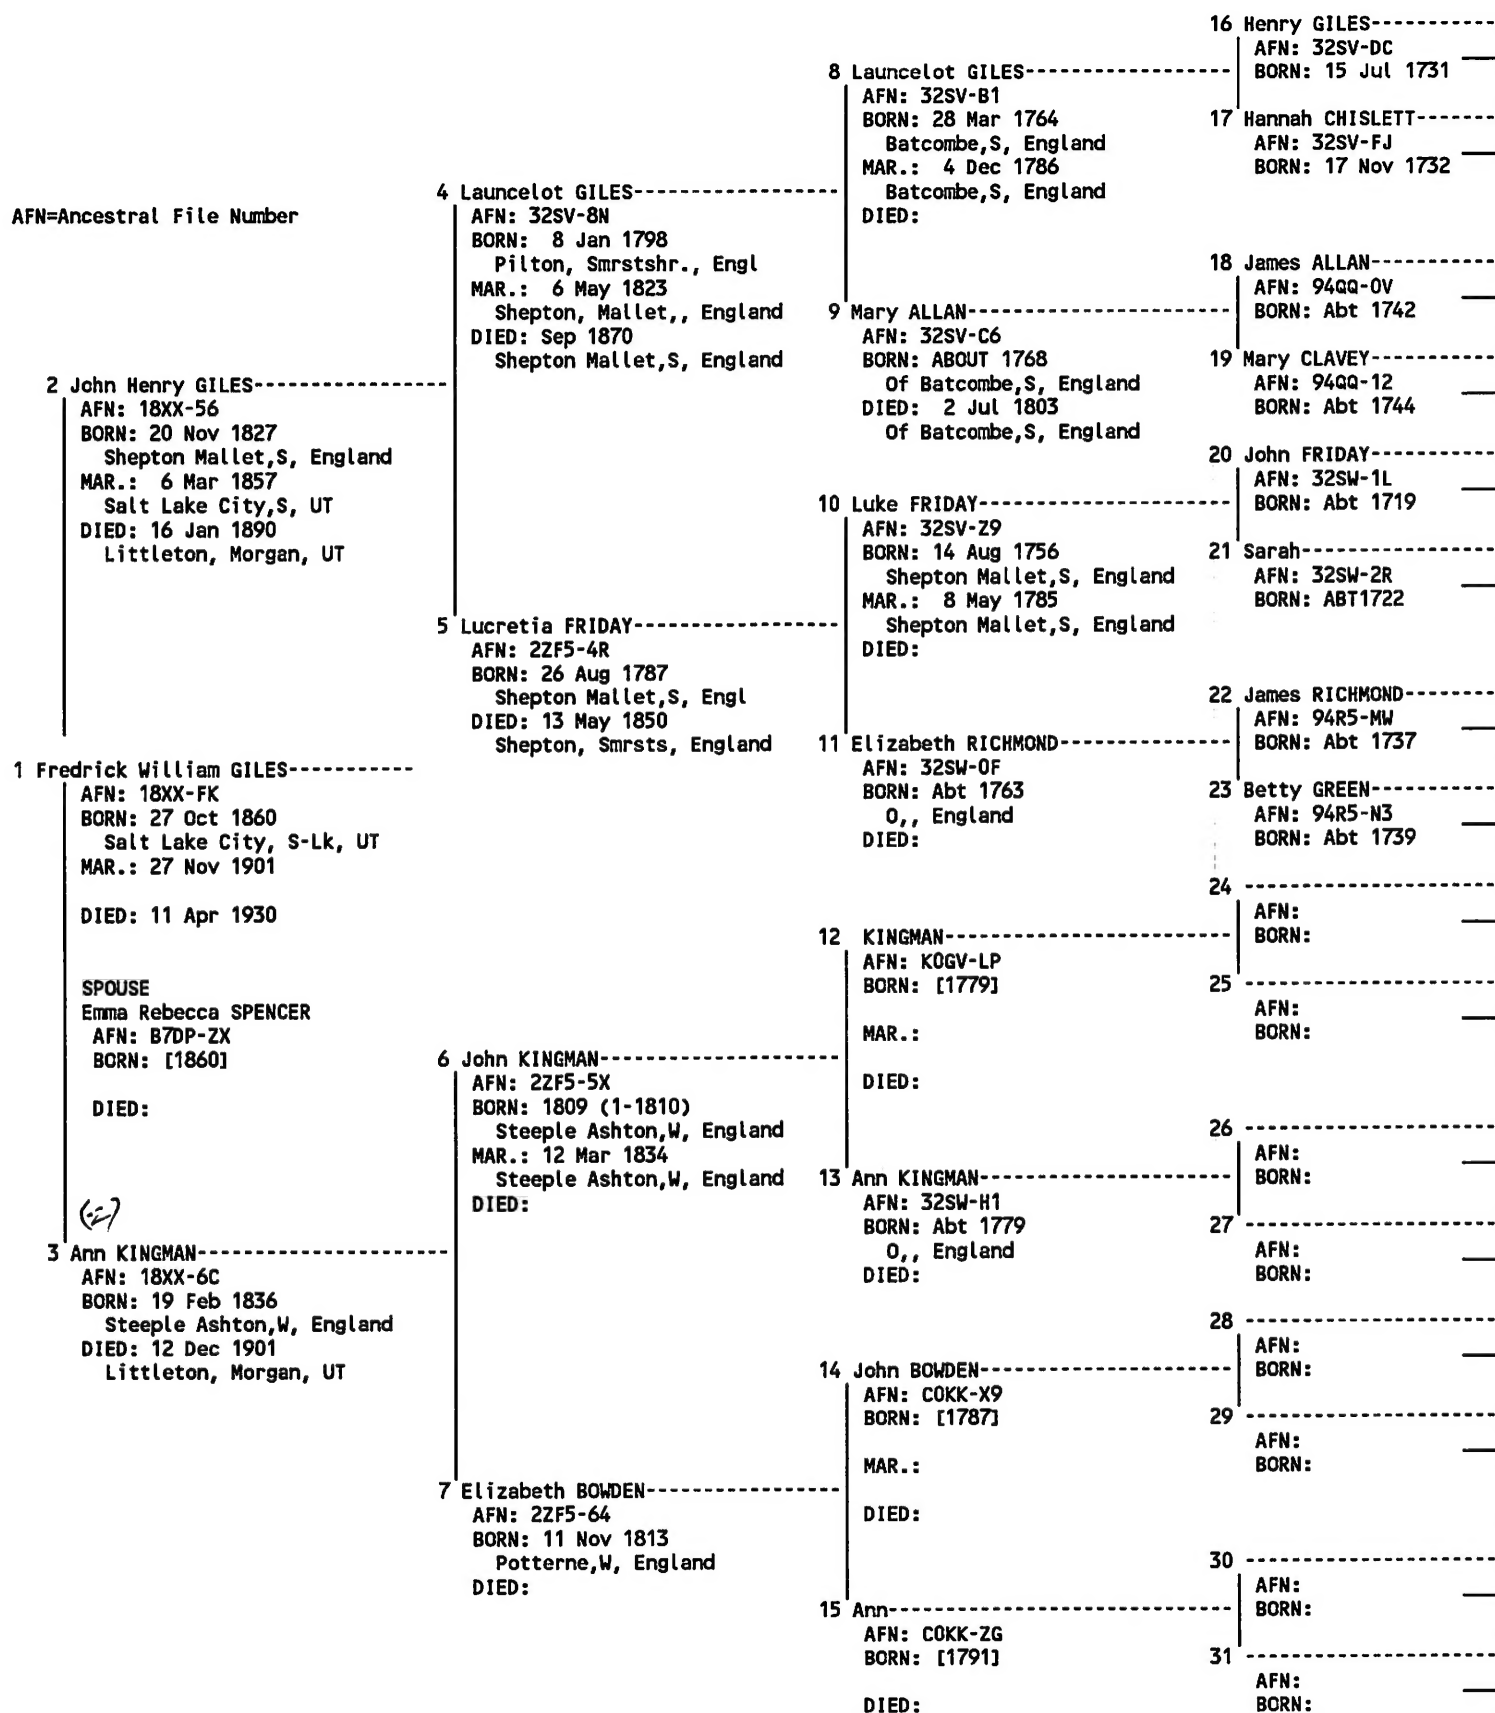 AFN=Ancestral File Number
1 Fredrick William GILES-----------
AFN: 18XX-FK
BORN: 27 Oct 1860
Salt Lake City, S-Lk, UT
MAR.: 27 Nov 1901
DIED: 11 Apr 1930
SPOUSE
Emma Rebecca SPENCER
AFN: B7DP-ZX
BORN: [1860]
DIED:
2 John Henry GILES----------------
AFN: 18XX-56
BORN: 20 Nov 1827
Shepton Mallet,S, England
MAR.:  6 Mar 1857
Salt Lake City,S, UT
DIED: 16 Jan 1890
Littleton, Morgan, UT
3 Ann KINGMAN---------------------
AFN: 18XX-6C
BORN: 19 Feb 1836
Steeple Ashton,W, England
DIED: 12 Dec 1901
Littleton, Morgan, UT
4 Launcelot GILES-----------------
AFN: 32SV-8N
BORN:  8 Jan 1798
Pilton, Smrstshr., Engl
MAR.:  6 May 1823
Shepton, Mallet,, England
DIED: Sep 1870
Shepton Mallet,S, England
5 Lucretia FRIDAY-----------------
AFN: 2ZF5-4R
BORN: 26 Aug 1787
Shepton Mallet,S, Engl
DIED: 13 May 1850
Shepton, Smrsts, England
6 John KINGMAN--------------------
AFN: 2ZF5-5X
BORN: 1809 (1-1810)
Steeple Ashton,W, England
MAR.: 12 Mar 1834
Steeple Ashton,W, England
DIED:
7 Elizabeth BOWDEN----------------
AFN: 2ZF5-64
BORN: 11 Nov 1813
Potterne,W, England
DIED:
8 Launcelot GILES-----------------
AFN: 32SV-B1
BORN: 28 Mar 1764
Batcombe,S, England
MAR.:  4 Dec 1786
Batcombe,S, England
DIED:
9 Mary ALLAN----------------------
AFN: 32SV-C6
BORN: ABOUT 1768
Of Batcombe,S, England
DIED:  2 Jul 1803
Of Batcombe,S, England
10 Luke FRIDAY---------------------
AFN: 32SV-Z9
BORN: 14 Aug 1756
Shepton Mallet,S, England
MAR.:  8 May 1785
Shepton Mallet,S, England
DIED:
11 Elizabeth RICHMOND--------------
AFN: 32SW-0F
BORN: Abt 1763
O,, England
DIED:
12  KINGMAN------------------------
AFN: K0GV-LP
BORN: [1779]
MAR.:
DIED:
13 Ann KINGMAN---------------------
AFN: 32SW-H1
BORN: Abt 1779
O,, England
DIED:
14 John BOWDEN---------------------
AFN: C0KK-X9
BORN: [1787]
MAR.:
DIED:
15 Ann-----------------------------
AFN: C0KK-ZG
BORN: [1791]
DIED:
16 Henry GILES-----------
AFN: 32SV-DC
BORN: 15 Jul 1731
17 Hannah CHISLETT-------
AFN: 32SV-FJ
BORN: 17 Nov 1732
18 James ALLAN-----------
AFN: 94QQ-0V
BORN: Abt 1742
19 Mary CLAVEY-----------
AFN: 94QQ-12
BORN: Abt 1744
20 John FRIDAY-----------
AFN: 32SW-1L
BORN: Abt 1719
21 Sarah-----------------
AFN: 32SW-2R
BORN: ABT1722
22 James RICHMOND--------
AFN: 94R5-MW
BORN: Abt 1737
23 Betty GREEN-----------
AFN: 94R5-N3
BORN: Abt 1739
24 ----------------------
AFN:
BORN:
25 ----------------------
AFN:
BORN:
26 ----------------------
AFN:
BORN:
27 ----------------------
AFN:
BORN:
28 ----------------------
AFN:
BORN:
29 ----------------------
AFN:
BORN:
30 ----------------------
AFN:
BORN:
31 ----------------------
AFN:
BORN: